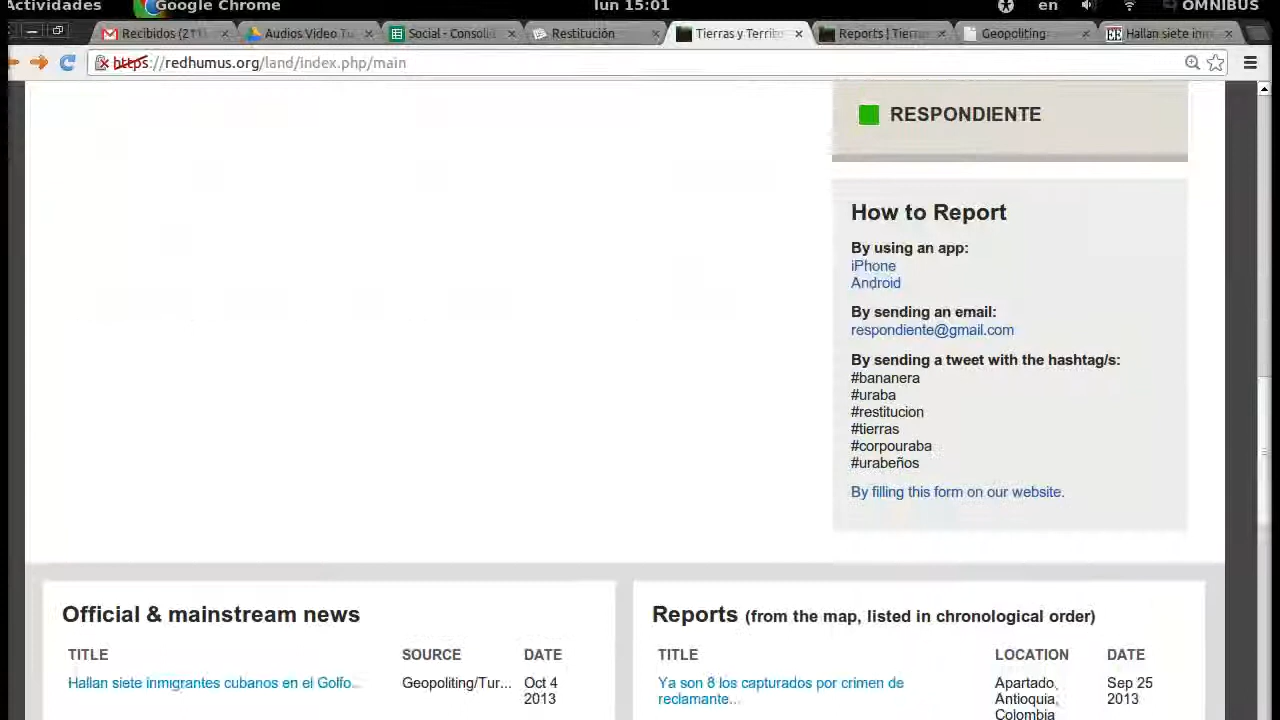 Actividades
Google Chrome
lun 15:01
en
OMNIBUS
Recibidos (211
Audios Video Tu
Social - Consolid
Restitución
Tierras y Territo
Reports | Tierr
Geopoliting
Hallan siete inm
https://redhumus.org/land/index.php/main
RESPONDIENTE
How to Report
By using an app:
iPhone
Android
By sending an email:
respondiente@gmail.com
By sending a tweet with the hashtag/s:
#bananera
#uraba
#restitucion
#tierras
#corpouraba
#urabeños
By filling this form on our website.
Official & mainstream news
TITLE SOURCE DATE
Hallan siete inmigrantes cubanos en el Golfo... Geopoliting/Tur... Oct 4
2013
Reports (from the map, listed in chronological order)
TITLE LOCATION DATE
Ya son 8 los capturados por crimen de Apartado, Sep 25
reclamante... Antioquia, 2013
Colombia